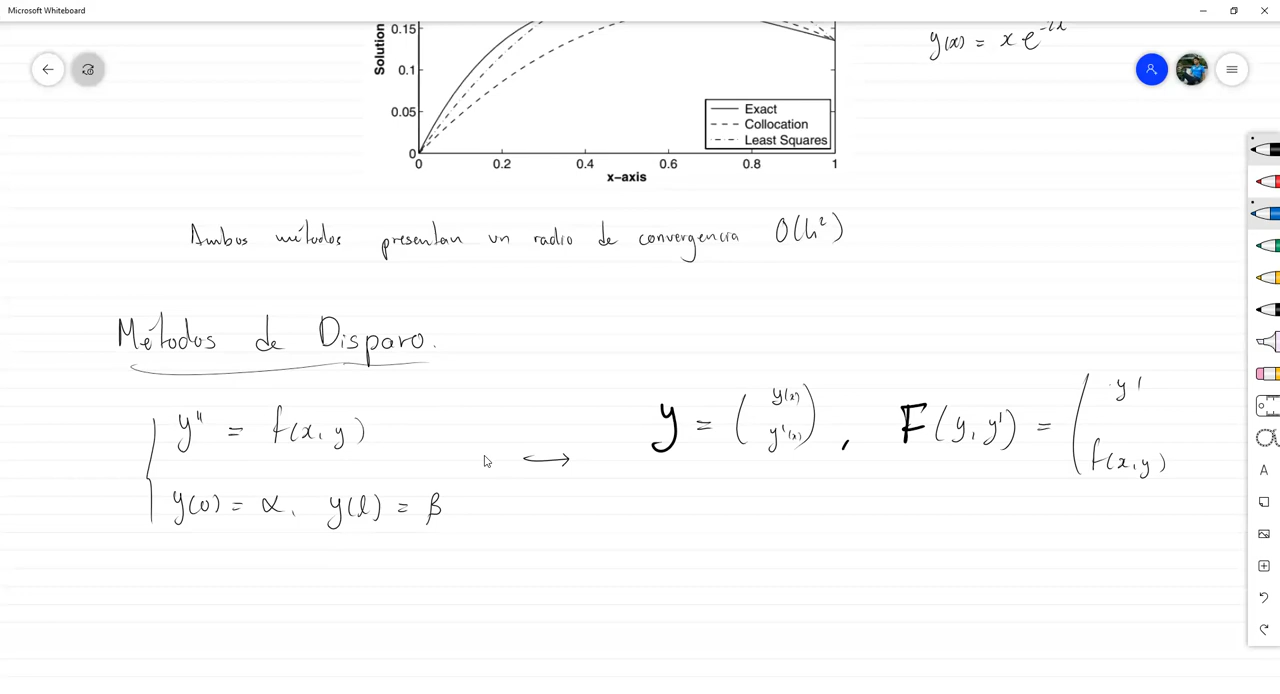 Microsoft Whiteboard
0.15
0.1
0.05
0
Solution
0 0.2 0.4 0.6 0.8 1
x-axis
Exact
Collocation
Least Squares
y(x) = x e^{-2x}
Ambos métodos presentan un radio de convergencia O(h²)
Métodos de Disparo.
y'' = f(x, y)
y(0) = α, y(l) = β
⟷
y = ( y(x) y'(x) ), F(y, y') = ( y' f(x, y)
A